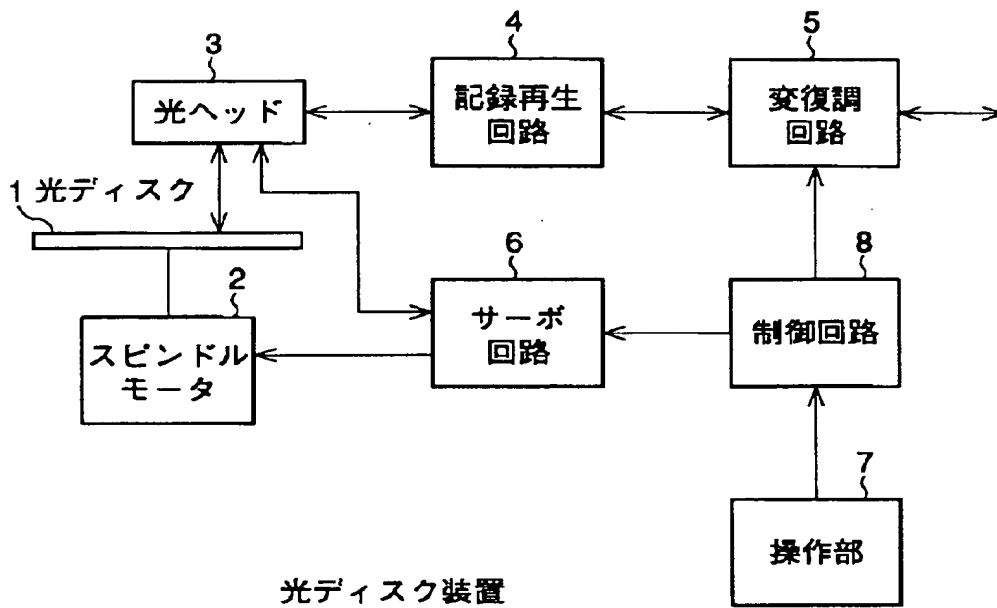 3
光ヘッド
4
記録再生
回路
5
変復調
回路
1 光ディスク
2
スピンドル
モータ
6
サーボ
回路
8
制御回路
7
操作部
光ディスク装置